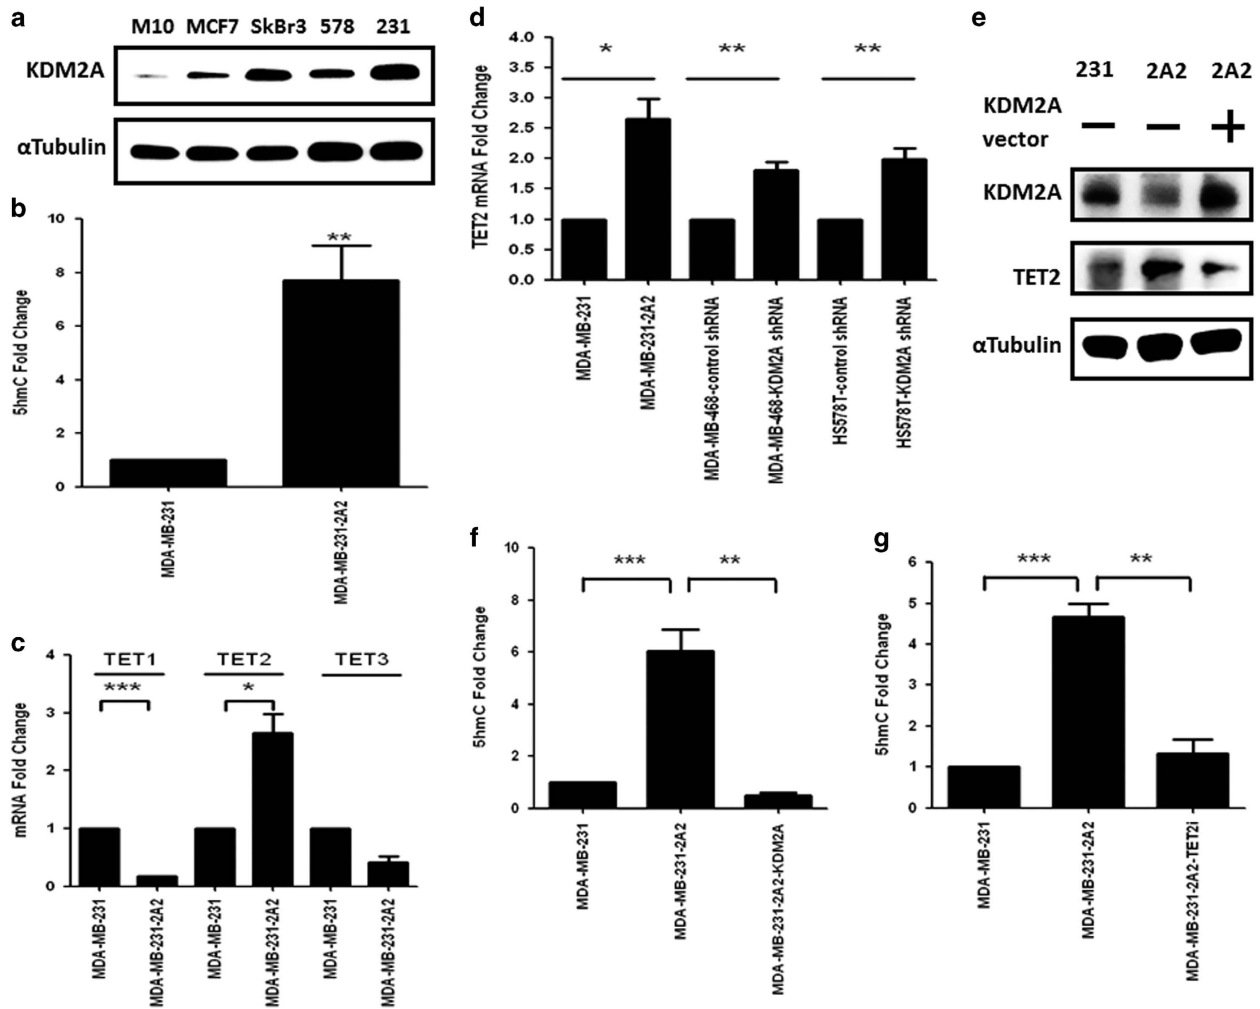 a
M10 MCF7 SkBr3 578 231
KDM2A
αTubulin
b
10
8
6
4
2
0
5hmC Fold Change
**
MDA-MB-231
MDA-MB-231-2A2
c
4
3
2
1
0
mRNA Fold Change
TET1 TET2 TET3
*** *
MDA-MB-231
MDA-MB-231-2A2
MDA-MB-231
MDA-MB-231-2A2
MDA-MB-231
MDA-MB-231-2A2
d
4.0
3.5
3.0
2.5
2.0
1.5
1.0
0.5
0.0
TET2 mRNA Fold Change
* ** **
MDA-MB-231
MDA-MB-231-2A2
MDA-MB-468-control shRNA
MDA-MB-468-KDM2A shRNA
HS578T-control shRNA
HS578T-KDM2A shRNA
e
231 2A2 2A2
KDM2A
vector − − +
KDM2A
TET2
αTubulin
f
10
8
6
4
2
0
5hmC Fold Change
*** **
MDA-MB-231
MDA-MB-231-2A2
MDA-MB-231-2A2-KDM2A
g
6
5
4
3
2
1
0
5hmC Fold Change
*** **
MDA-MB-231
MDA-MB-231-2A2
MDA-MB-231-2A2-TET2i